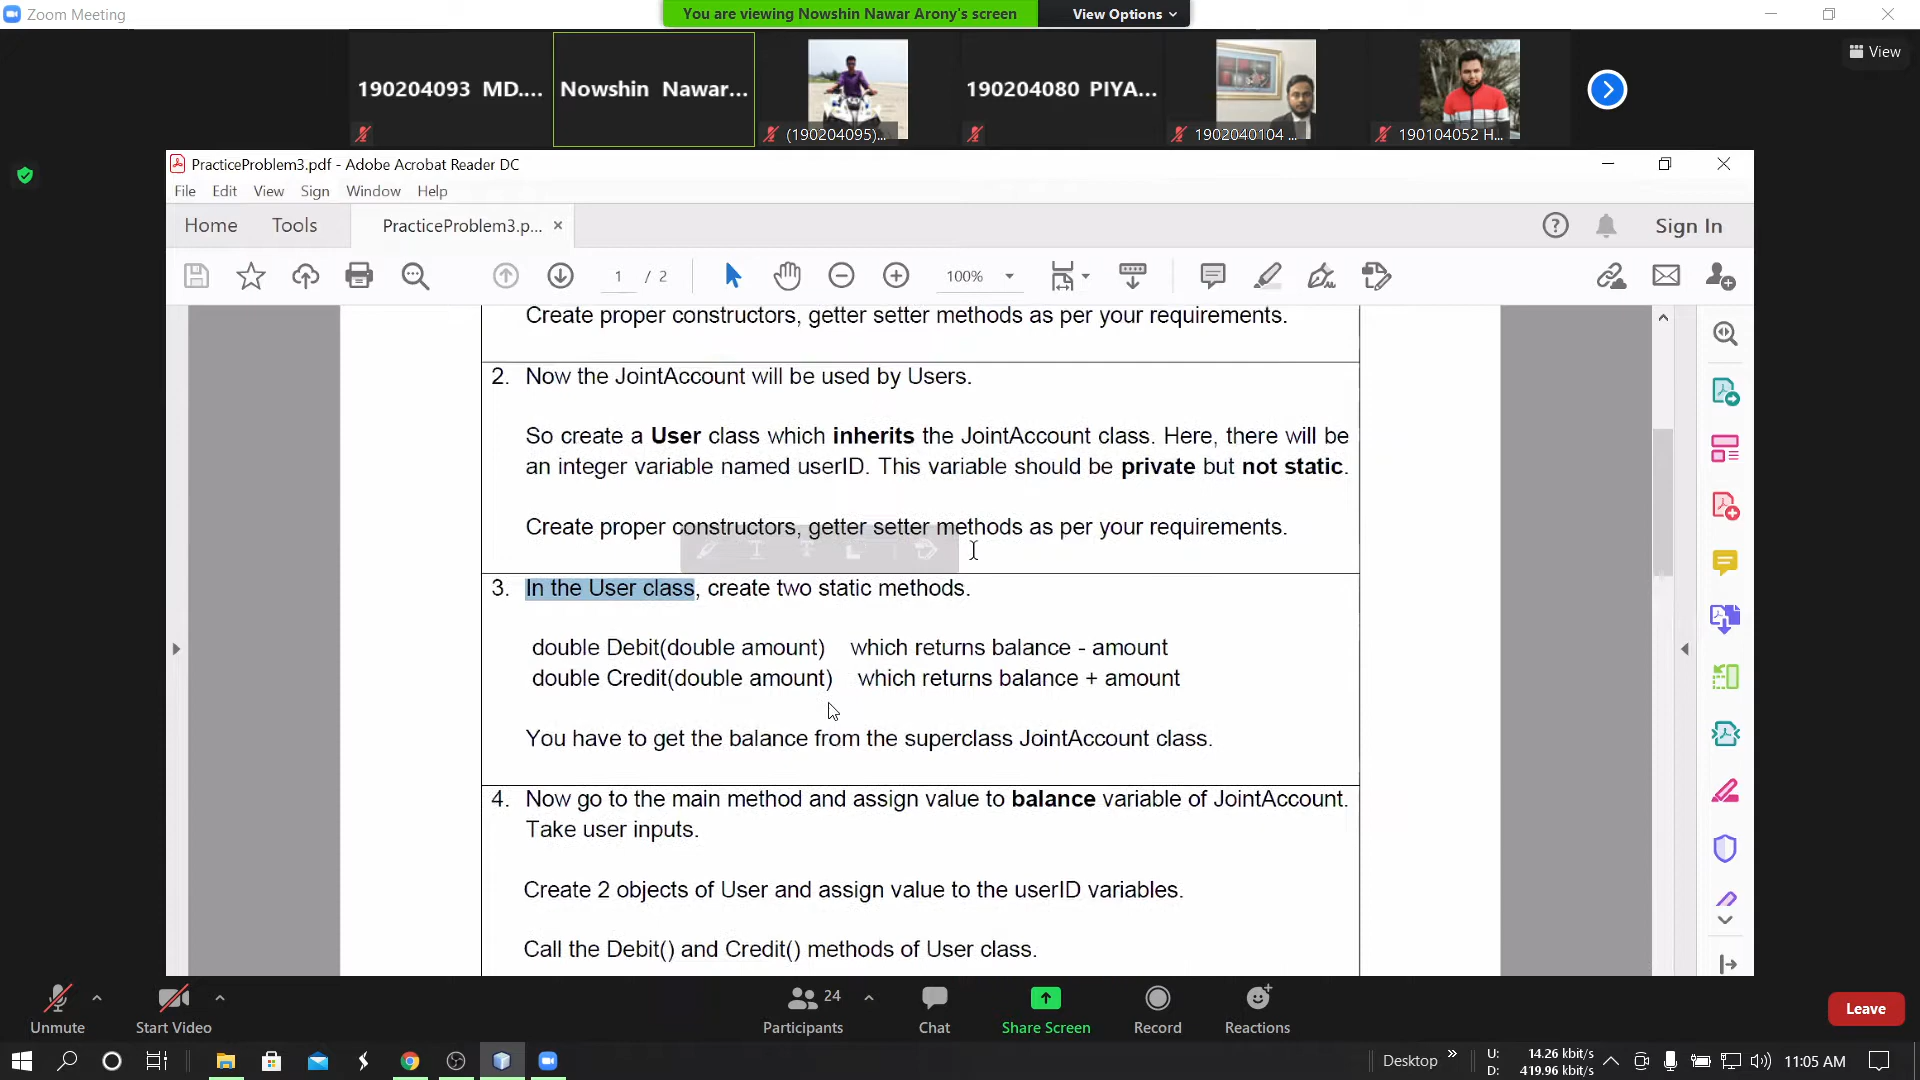 Zoom Meeting
You are viewing Nowshin Nawar Arony's screen
View Options
View
190204093 MD....
Nowshin Nawar...
(190204095)...
190204080 PIYA...
1902040104 ...
190104052 H...
PracticeProblem3.pdf - Adobe Acrobat Reader DC
File Edit View Sign Window Help
Home Tools PracticeProblem3.p... × Sign In
1 / 2 100%
Create proper constructors, getter setter methods as per your requirements.
2. Now the JointAccount will be used by Users.
So create a User class which inherits the JointAccount class. Here, there will be
an integer variable named userID. This variable should be private but not static.
Create proper constructors, getter setter methods as per your requirements.
3. In the User class, create two static methods.
double Debit(double amount) which returns balance - amount
double Credit(double amount) which returns balance + amount
You have to get the balance from the superclass JointAccount class.
4. Now go to the main method and assign value to balance variable of JointAccount.
Take user inputs.
Create 2 objects of User and assign value to the userID variables.
Call the Debit() and Credit() methods of User class.
24
Unmute
Start Video
Participants
Chat
Share Screen
Record
Reactions
Leave
Desktop »
U: 14.26 kbit/s
D: 419.96 kbit/s
11:05 AM